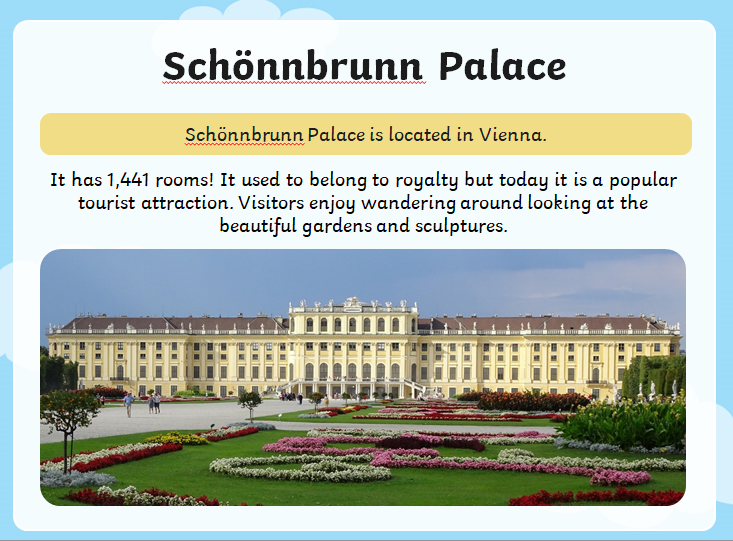 Schönnbrunn Palace
Schönnbrunn Palace is located in Vienna.
It has 1,441 rooms! It used to belong to royalty but today it is a popular
tourist attraction. Visitors enjoy wandering around looking at the
beautiful gardens and sculptures.